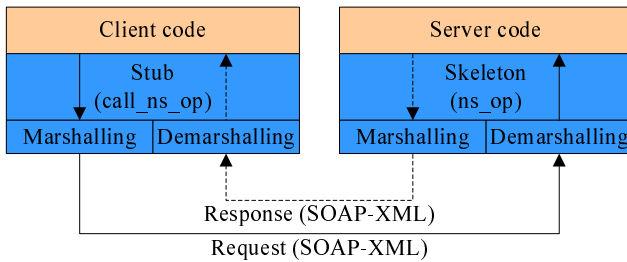 Client code
Server code
Stub
(call_ns_op)
Skeleton
(ns_op)
Marshalling
Demarshalling
Marshalling
Demarshalling
Response (SOAP-XML)
Request (SOAP-XML)